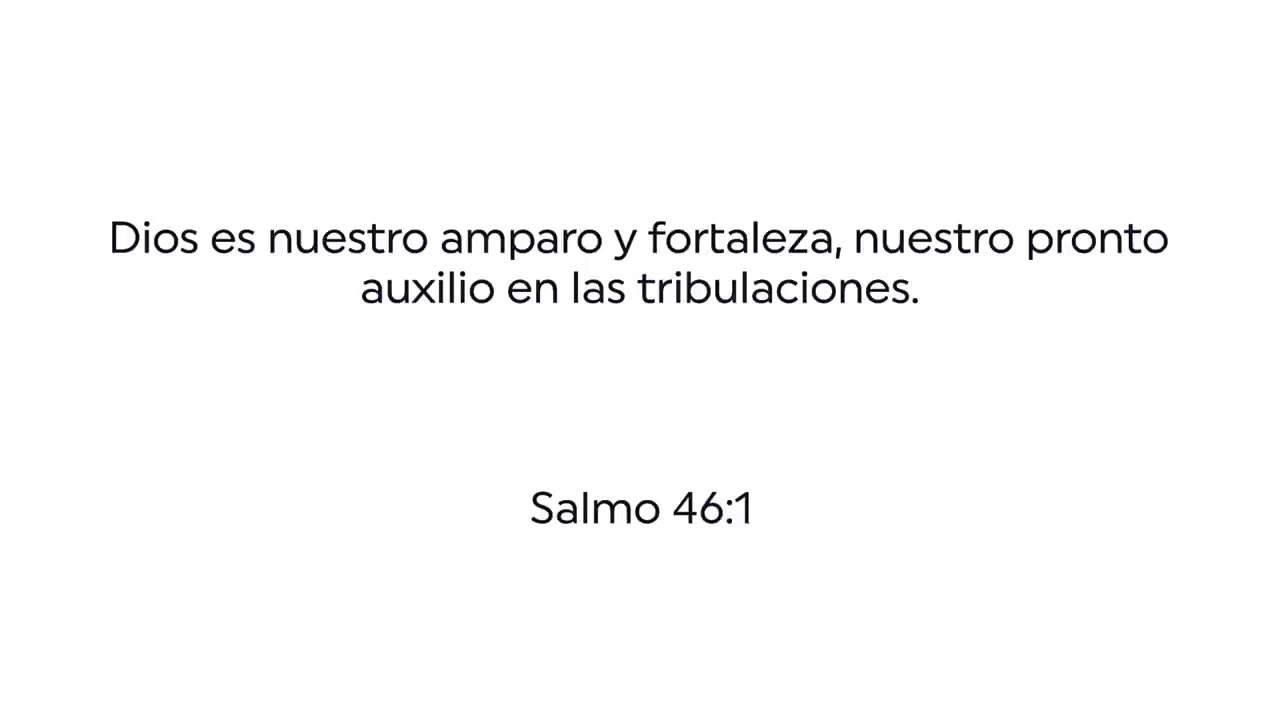 Dios es nuestro amparo y fortaleza, nuestro pronto
auxilio en las tribulaciones.
Salmo 46:1